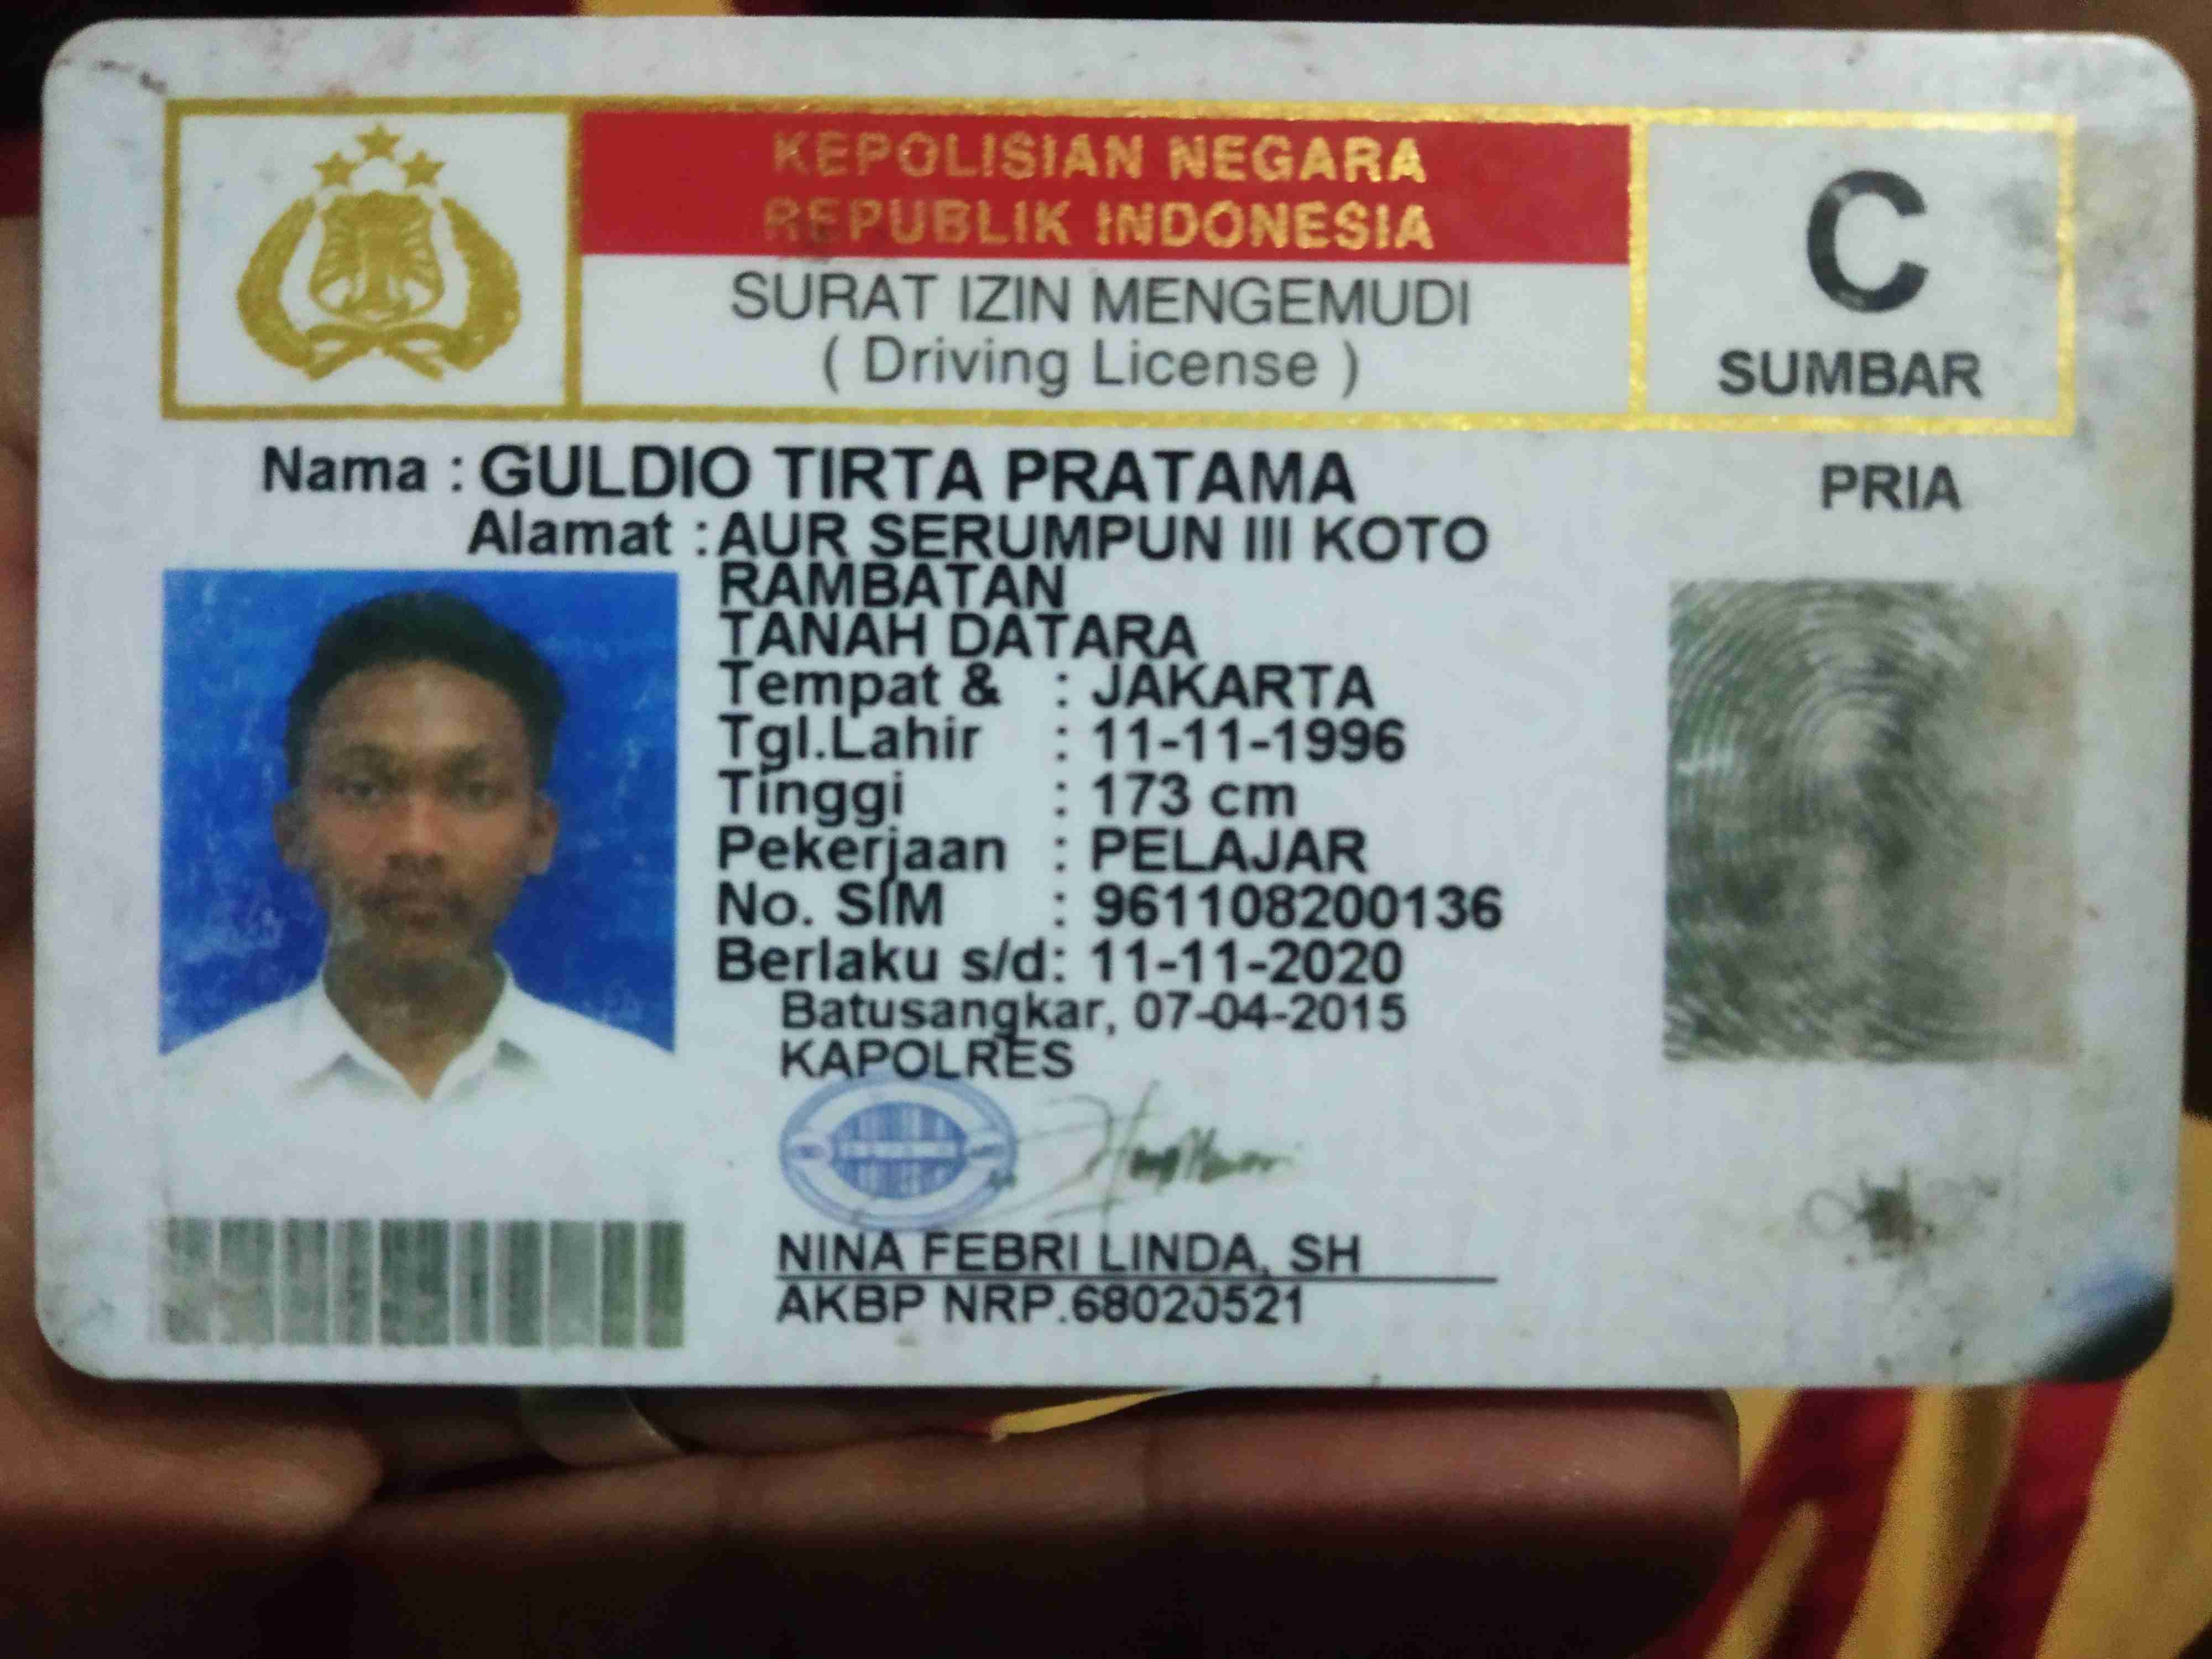 KEPOLISIAN NEGARA
REPUBLIK INDONESIA
SURAT IZIN MENGEMUDI
( Driving License )
C
SUMBAR
Nama : GULDIO TIRTA PRATAMA
PRIA
Alamat : AUR SERUMPUN III KOTO
RAMBATAN
TANAH DATARA
Tempat & : JAKARTA
Tgl.Lahir : 11-11-1996
Tinggi : 173 cm
Pekerjaan : PELAJAR
No. SIM : 961108200136
Berlaku s/d: 11-11-2020
Batusangkar, 07-04-2015
KAPOLRES
NINA FEBRI LINDA, SH
AKBP NRP.68020521